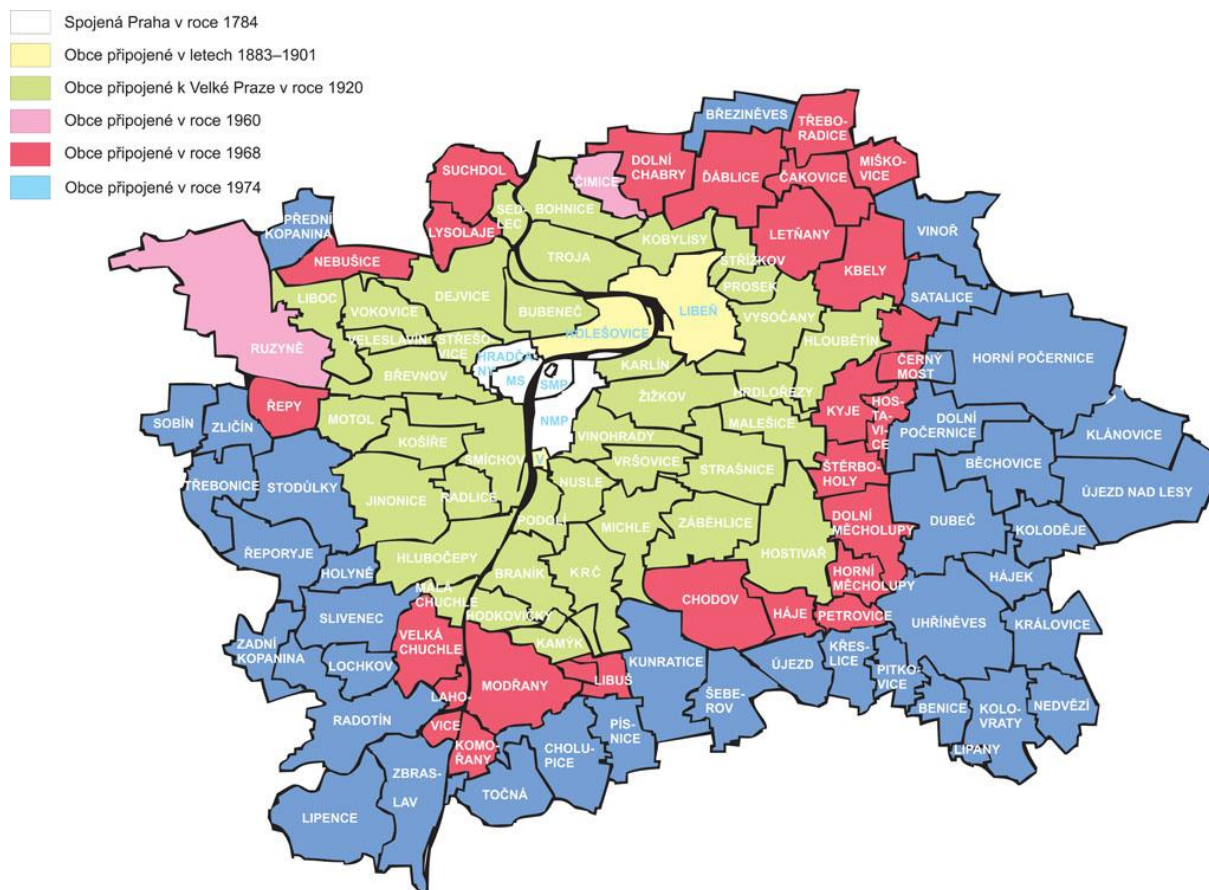 Spojená Praha v roce 1784
Obce připojené v letech 1883–1901
Obce připojené k Velké Praze v roce 1920
Obce připojené v roce 1960
Obce připojené v roce 1968
Obce připojené v roce 1974
BŘEZINĚVES
TŘEBO-
RADICE
SUCHDOL
DOLNÍ
CHABRY
ČIMICE
ĎÁBLICE
ČAKOVICE
MIŠKO-
VICE
PŘEDNÍ
KOPANINA
SED-
LEC
BOHNICE
LYSOLAJE
KOBYLISY
LETŇANY
VINOŘ
NEBUŠICE
TROJA
STŘÍŽKOV
KBELY
LIBOC
VOKOVICE
DEJVICE
BUBENEČ
PROSEK
SATALICE
HOLEŠOVICE
LIBEŇ
VYSOČANY
RUZYNĚ
VELESLAVÍN
STŘEŠO-
VICE
HRADČA
NY
HLOUBĚTÍN
HORNÍ POČERNICE
BŘEVNOV
MS
SMP
KARLÍN
ČERNÝ
MOST
ŘEPY
ŽIŽKOV
HRDLOŘEZY
KYJE
HOS-
TA-
VI-
CE
SOBÍN
ZLIČÍN
MOTOL
NMP
MALEŠICE
DOLNÍ
POČERNICE
KLÁNOVICE
KOŠÍŘE
VINOHRADY
SMÍCHOV
V
VRŠOVICE
STRAŠNICE
BĚCHOVICE
TŘEBONICE
STODŮLKY
ŠTĚRBO-
HOLY
ÚJEZD NAD LESY
JINONICE
RADLICE
NUSLE
PODOLÍ
MICHLE
ZÁBĚHLICE
DOLNÍ
MĚCHOLUPY
DUBEČ
KOLODĚJE
ŘEPORYJE
HLUBOČEPY
HOSTIVAŘ
HOLYNĚ
BRANÍK
KRČ
HORNÍ
MĚCHOLUPY
HÁJEK
MALÁ
CHUCHLE
CHODOV
SLIVENEC
HODKOVIČKY
HÁJE
PETROVICE
UHŘÍNĚVES
KRÁLOVICE
ZADNÍ
KOPANINA
VELKÁ
CHUCHLE
KAMÝK
LOCHKOV
KUNRATICE
ÚJEZD
KŘES-
LICE
LIBUŠ
PITKO-
VICE
MODŘANY
LAHO-
VICE
ŠEBE-
ROV
BENICE
KOLO-
VRATY
NEDVĚZÍ
RADOTÍN
PÍS-
NICE
KOMO-
ŘANY
CHOLU-
PICE
LIPANY
ZBRAS-
LAV
TOČNÁ
LIPENCE